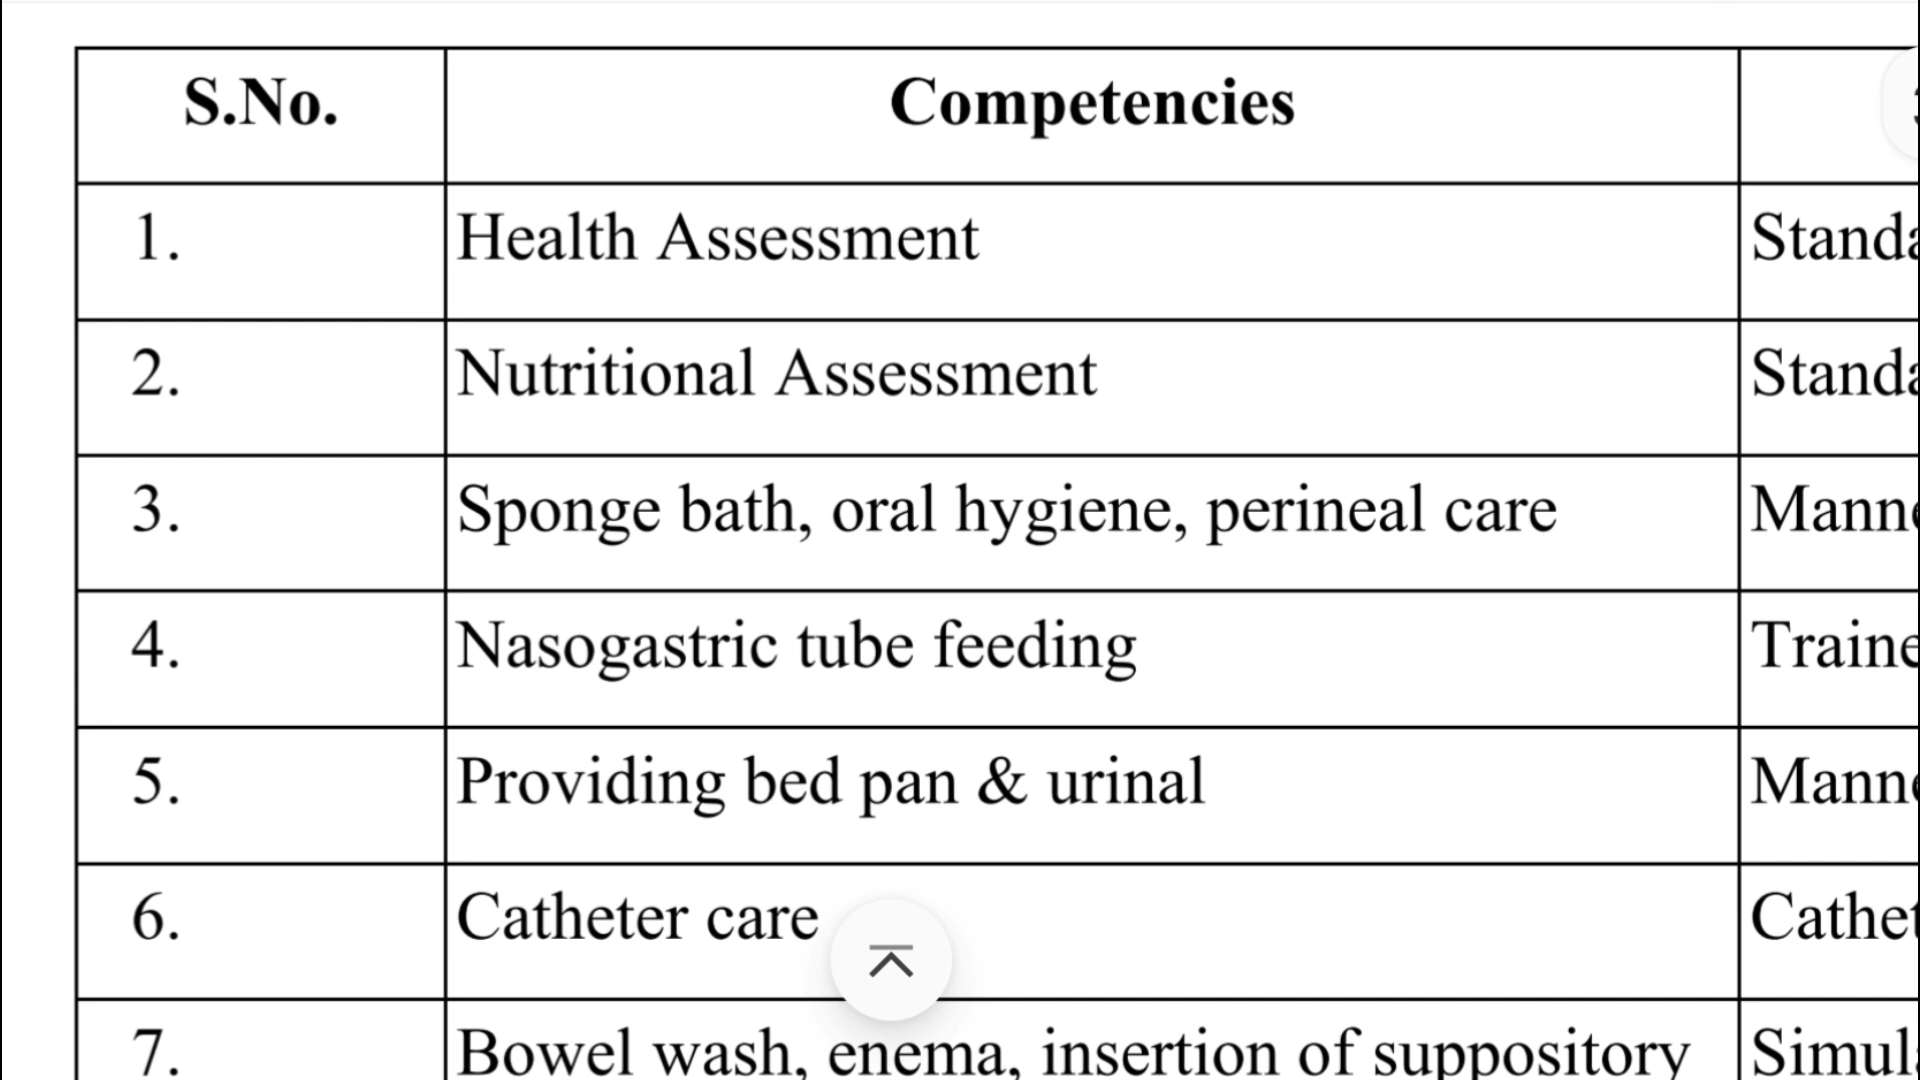 S.No. Competencies
1. Health Assessment
2. Nutritional Assessment
3. Sponge bath, oral hygiene, perineal care
4. Nasogastric tube feeding
5. Providing bed pan & urinal
6. Catheter care
7. Bowel wash, enema, insertion of suppository